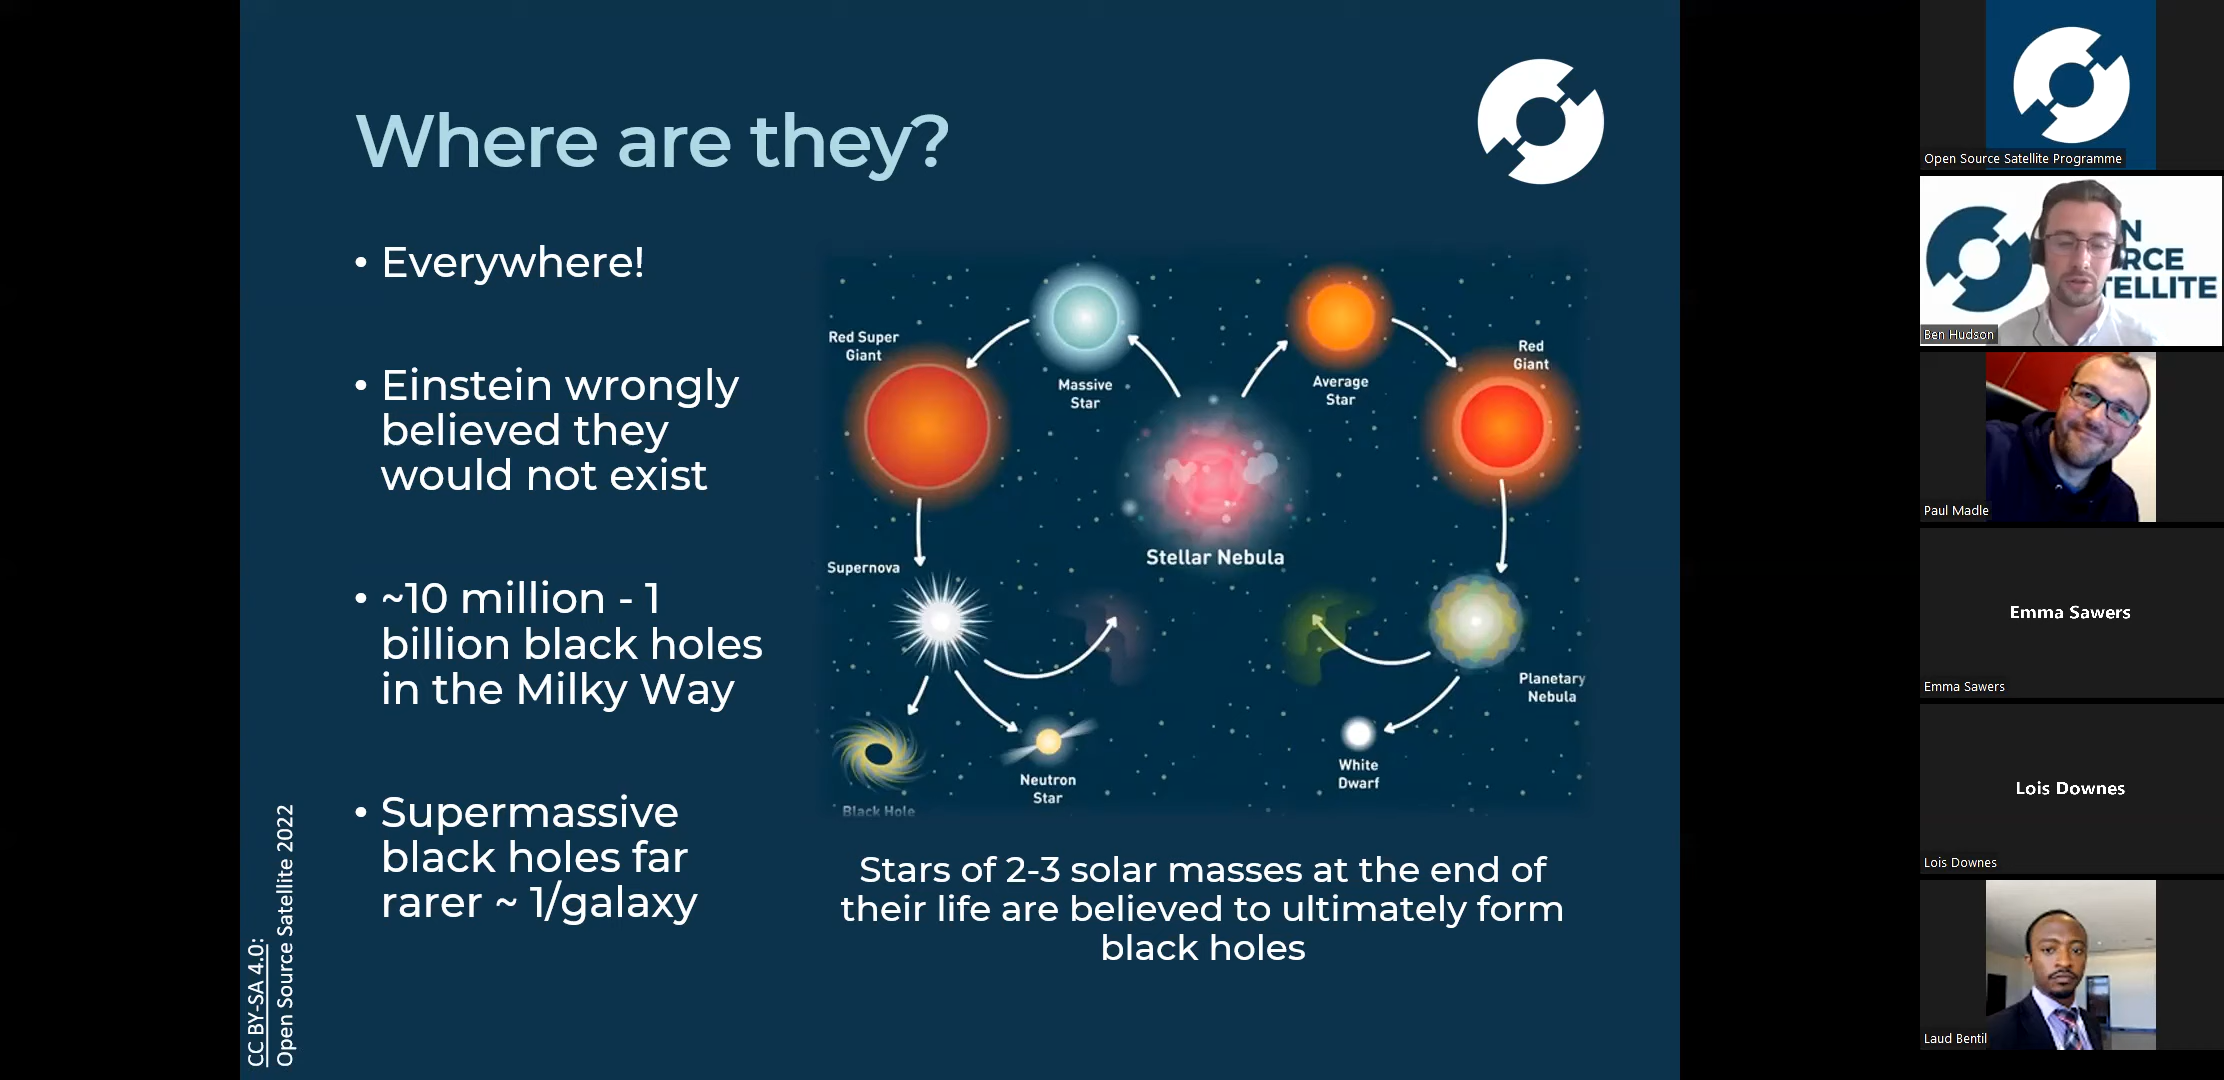 Where are they?
• Everywhere!
• Einstein wrongly
believed they
would not exist
• ~10 million - 1
billion black holes
in the Milky Way
• Supermassive
black holes far
rarer ~ 1/galaxy
Red Super
Giant
Massive
Star
Average
Star
Red
Giant
Stellar Nebula
Supernova
Planetary
Nebula
Black Hole
Neutron
Star
White
Dwarf
Stars of 2-3 solar masses at the end of
their life are believed to ultimately form
black holes
CC BY-SA 4.0:
Open Source Satellite 2022
Open Source Satellite Programme
N
RCE
TELLITE
Ben Hudson
Paul Madle
Emma Sawers
Emma Sawers
Lois Downes
Lois Downes
Laud Bentil